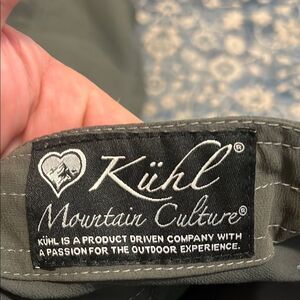 Kühl®
Mountain Culture®
KÜHL IS A PRODUCT DRIVEN COMPANY WITH
A PASSION FOR THE OUTDOOR EXPERIENCE.